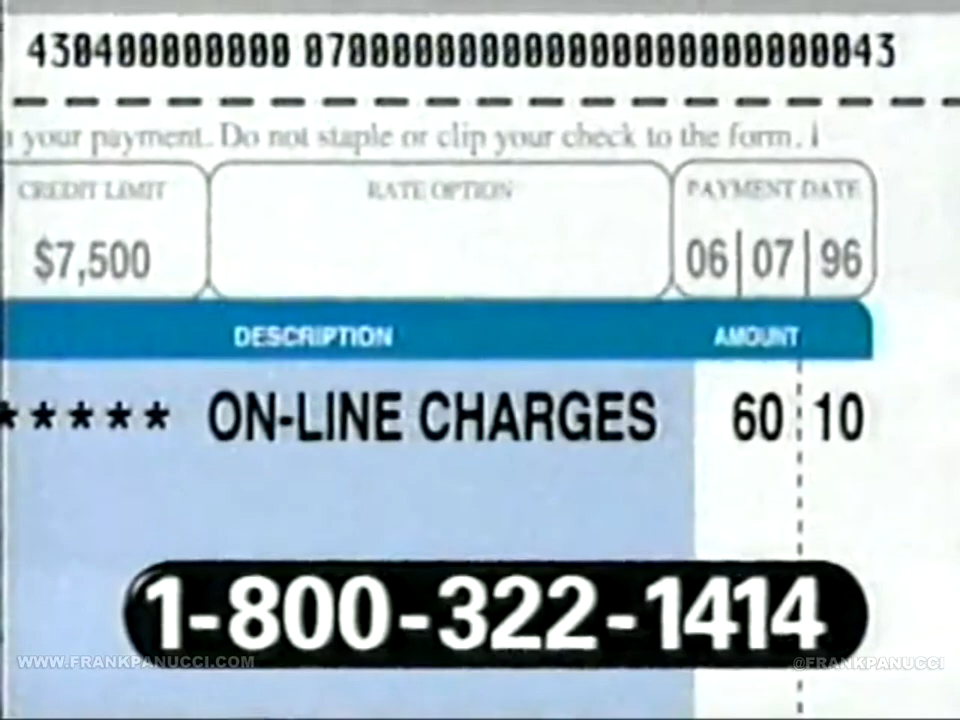 430400000000 070000000000000000000000043
your payment. Do not staple or clip your check to the form.
CREDIT LIMIT RATE OPTION PAYMENT DATE
$7,500 06 07 96
DESCRIPTION AMOUNT
***** ON-LINE CHARGES 60 10
1-800-322-1414
WWW.FRANKPANUCCI.COM @FRANKPANUCCI